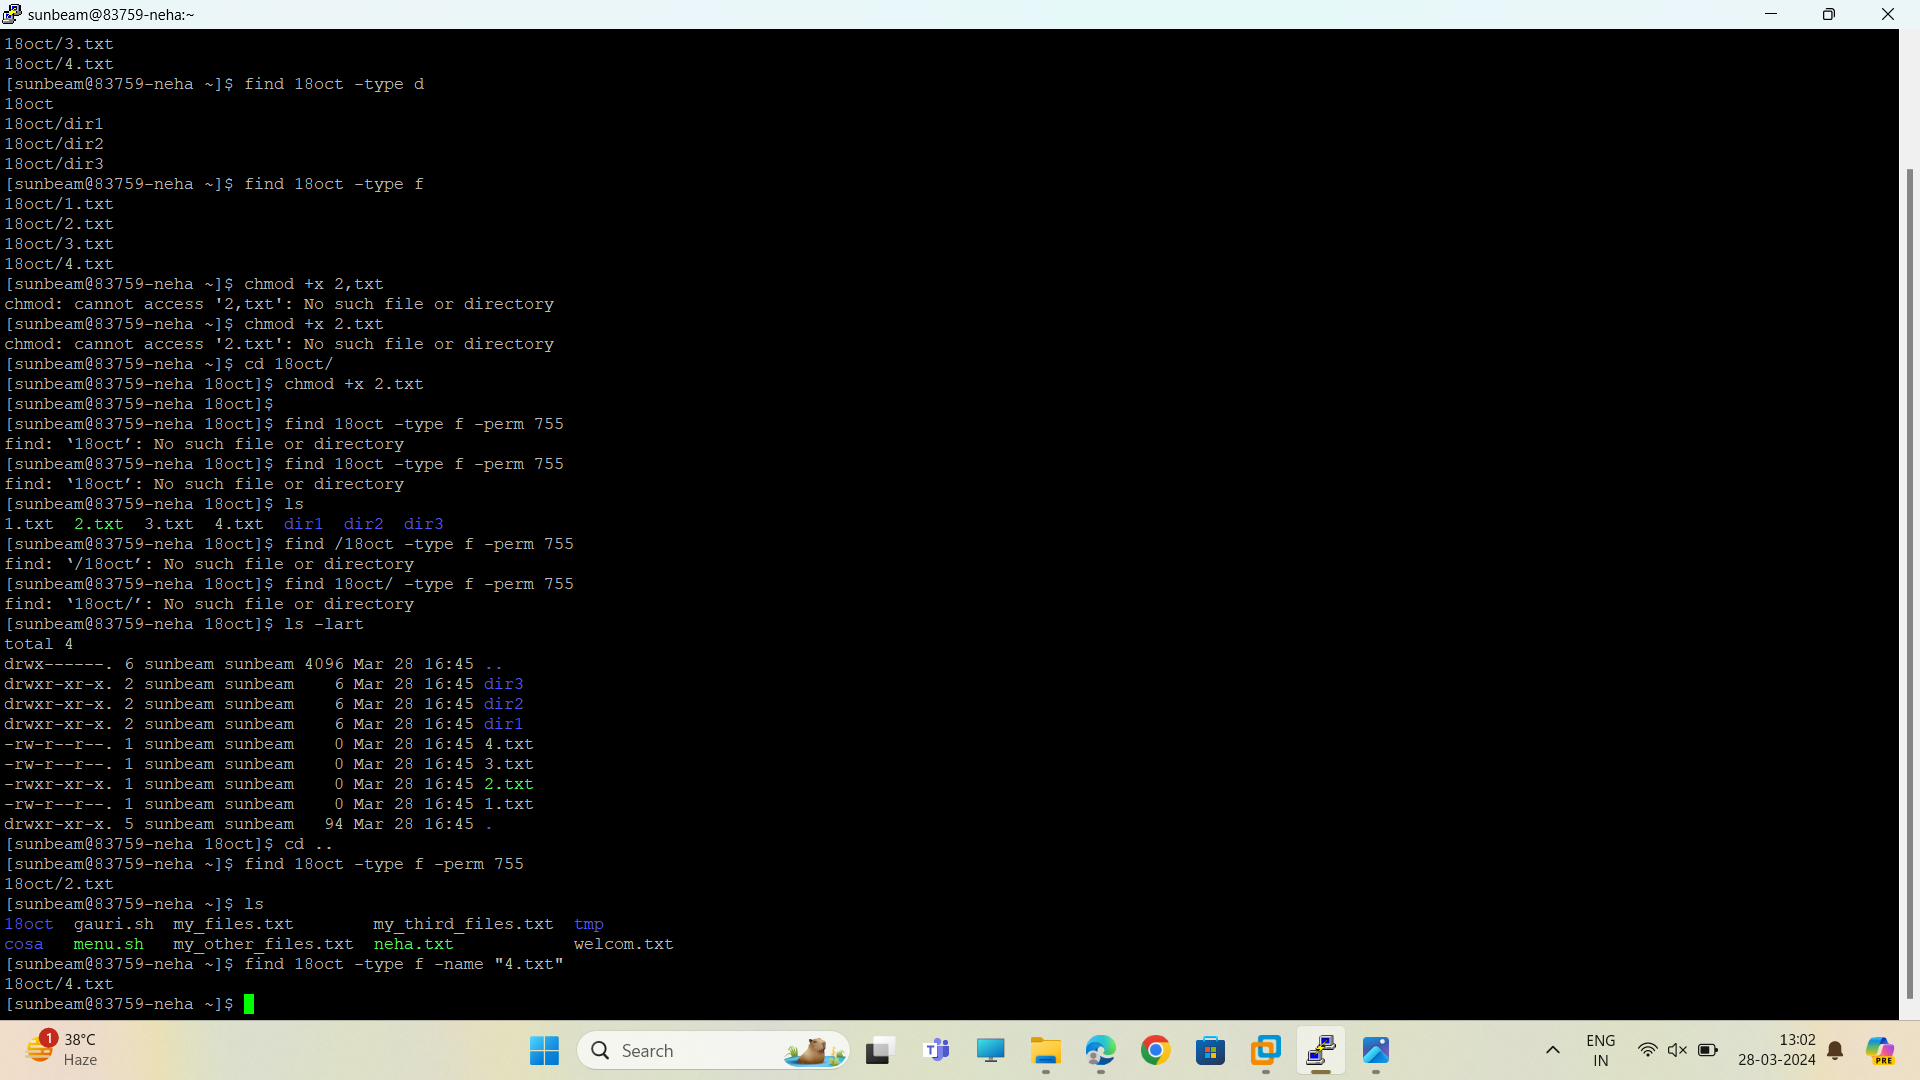 sunbeam@83759-neha:~
18oct/3.txt
18oct/4.txt
[sunbeam@83759-neha ~]$ find 18oct -type d
18oct
18oct/dir1
18oct/dir2
18oct/dir3
[sunbeam@83759-neha ~]$ find 18oct -type f
18oct/1.txt
18oct/2.txt
18oct/3.txt
18oct/4.txt
[sunbeam@83759-neha ~]$ chmod +x 2,txt
chmod: cannot access '2,txt': No such file or directory
[sunbeam@83759-neha ~]$ chmod +x 2.txt
chmod: cannot access '2.txt': No such file or directory
[sunbeam@83759-neha ~]$ cd 18oct/
[sunbeam@83759-neha 18oct]$ chmod +x 2.txt
[sunbeam@83759-neha 18oct]$
[sunbeam@83759-neha 18oct]$ find 18oct -type f -perm 755
find: ‘18oct’: No such file or directory
[sunbeam@83759-neha 18oct]$ find 18oct -type f -perm 755
find: ‘18oct’: No such file or directory
[sunbeam@83759-neha 18oct]$ ls
1.txt  2.txt  3.txt  4.txt  dir1  dir2  dir3
[sunbeam@83759-neha 18oct]$ find /18oct -type f -perm 755
find: ‘/18oct’: No such file or directory
[sunbeam@83759-neha 18oct]$ find 18oct/ -type f -perm 755
find: ‘18oct/’: No such file or directory
[sunbeam@83759-neha 18oct]$ ls -lart
total 4
drwx------. 6 sunbeam sunbeam 4096 Mar 28 16:45 ..
drwxr-xr-x. 2 sunbeam sunbeam    6 Mar 28 16:45 dir3
drwxr-xr-x. 2 sunbeam sunbeam    6 Mar 28 16:45 dir2
drwxr-xr-x. 2 sunbeam sunbeam    6 Mar 28 16:45 dir1
-rw-r--r--. 1 sunbeam sunbeam    0 Mar 28 16:45 4.txt
-rw-r--r--. 1 sunbeam sunbeam    0 Mar 28 16:45 3.txt
-rwxr-xr-x. 1 sunbeam sunbeam    0 Mar 28 16:45 2.txt
-rw-r--r--. 1 sunbeam sunbeam    0 Mar 28 16:45 1.txt
drwxr-xr-x. 5 sunbeam sunbeam   94 Mar 28 16:45 .
[sunbeam@83759-neha 18oct]$ cd ..
[sunbeam@83759-neha ~]$ find 18oct -type f -perm 755
18oct/2.txt
[sunbeam@83759-neha ~]$ ls
18oct  gauri.sh  my_files.txt        my_third_files.txt  tmp
cosa   menu.sh   my_other_files.txt  neha.txt            welcom.txt
[sunbeam@83759-neha ~]$ find 18oct -type f -name "4.txt"
18oct/4.txt
[sunbeam@83759-neha ~]$
1
38°C
Haze
Search
ENG
IN
13:02
28-03-2024
PRE